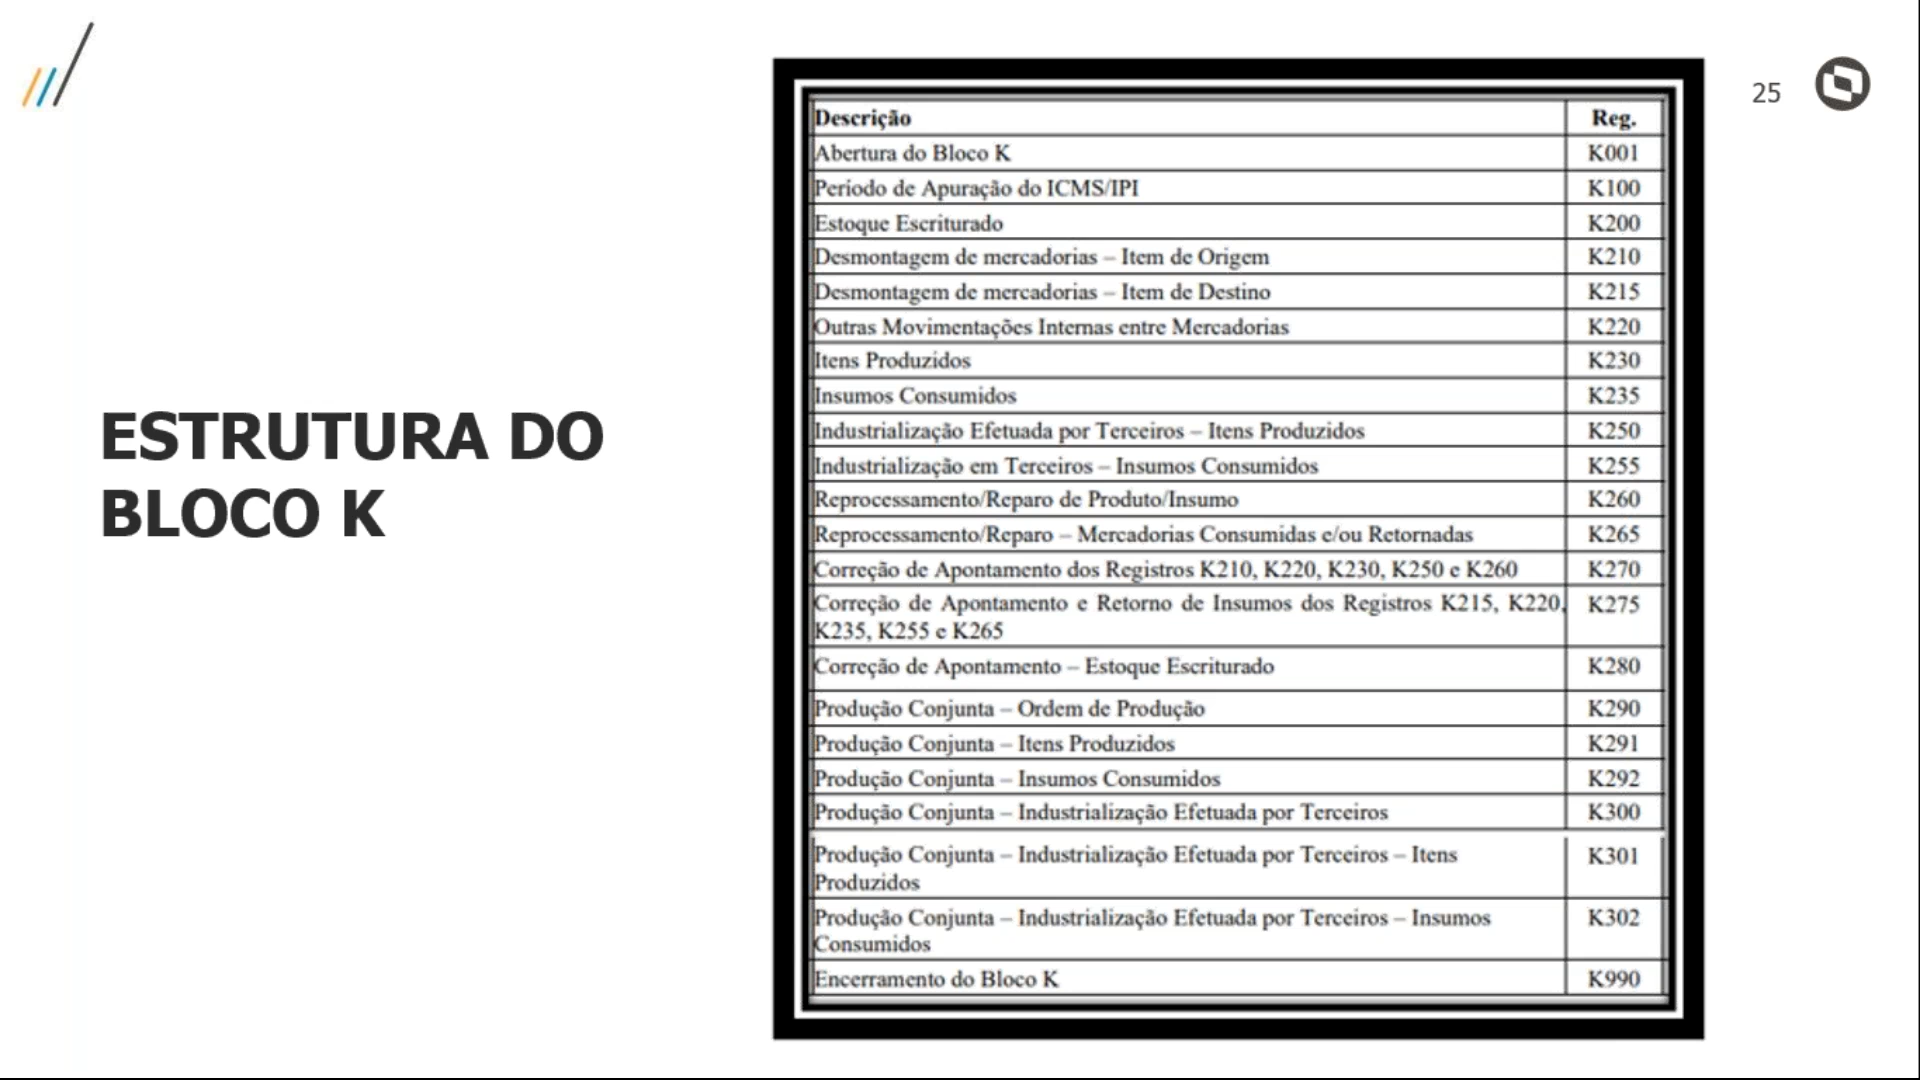 25
ESTRUTURA DO
BLOCO K
Descrição Reg.
Abertura do Bloco K K001
Período de Apuração do ICMS/IPI K100
Estoque Escriturado K200
Desmontagem de mercadorias – Item de Origem K210
Desmontagem de mercadorias – Item de Destino K215
Outras Movimentações Internas entre Mercadorias K220
Itens Produzidos K230
Insumos Consumidos K235
Industrialização Efetuada por Terceiros – Itens Produzidos K250
Industrialização em Terceiros – Insumos Consumidos K255
Reprocessamento/Reparo de Produto/Insumo K260
Reprocessamento/Reparo – Mercadorias Consumidas e/ou Retornadas K265
Correção de Apontamento dos Registros K210, K220, K230, K250 e K260 K270
Correção de Apontamento e Retorno de Insumos dos Registros K215, K220, K275
K235, K255 e K265
Correção de Apontamento – Estoque Escriturado K280
Produção Conjunta – Ordem de Produção K290
Produção Conjunta – Itens Produzidos K291
Produção Conjunta – Insumos Consumidos K292
Produção Conjunta – Industrialização Efetuada por Terceiros K300
Produção Conjunta – Industrialização Efetuada por Terceiros – Itens K301
Produzidos
Produção Conjunta – Industrialização Efetuada por Terceiros – Insumos K302
Consumidos
Encerramento do Bloco K K990